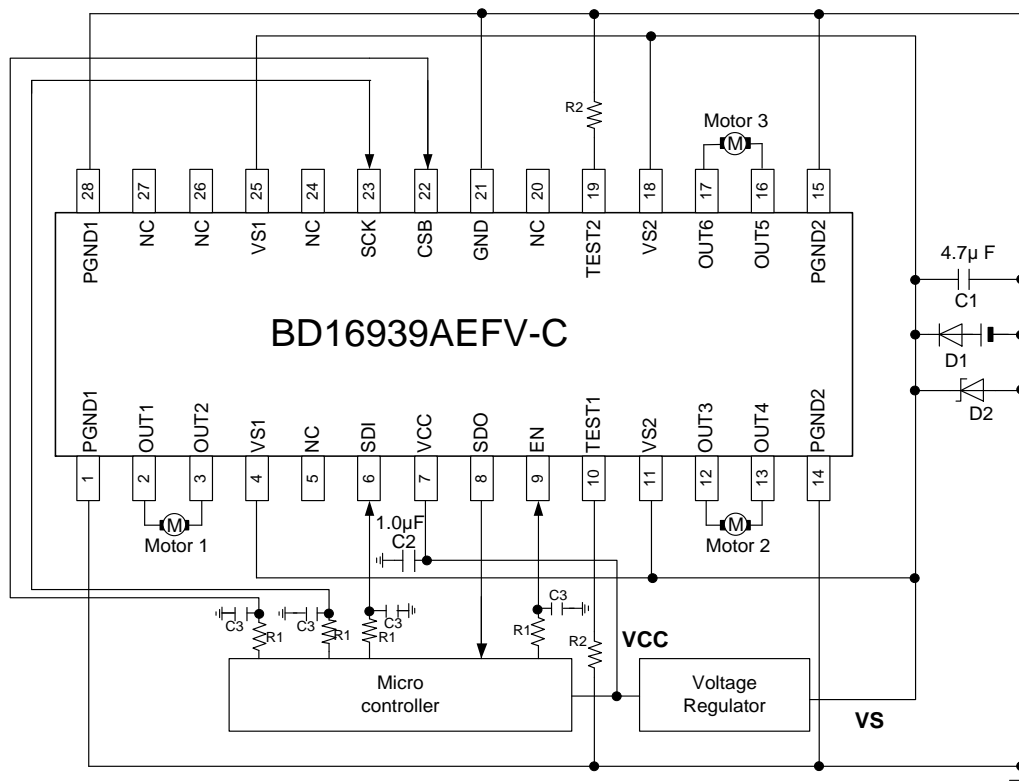 R2
Motor 3
M
28
27
26
25
24
23
22
21
20
19
18
17
16
15
PGND1
NC
NC
VS1
NC
SCK
CSB
GND
NC
TEST2
VS2
OUT6
OUT5
PGND2
4.7µ F
C1
D1
D2
BD16939AEFV-C
PGND1
OUT1
OUT2
VS1
NC
SDI
VCC
SDO
EN
TEST1
VS2
OUT3
OUT4
PGND2
1
2
3
4
5
6
7
8
9
10
11
12
13
14
M
Motor 1
1.0µF
C2
M
Motor 2
C3
R1
C3
R1
C3
R1
C3
R1
R2
VCC
Micro
controller
Voltage
Regulator
VS